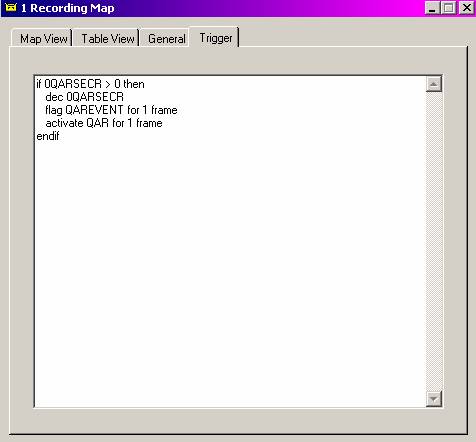 1 Recording Map
Map View Table View General Trigger
if 0QARSECR > 0 then
dec 0QARSECR
flag QAREVENT for 1 frame
activate QAR for 1 frame
endif